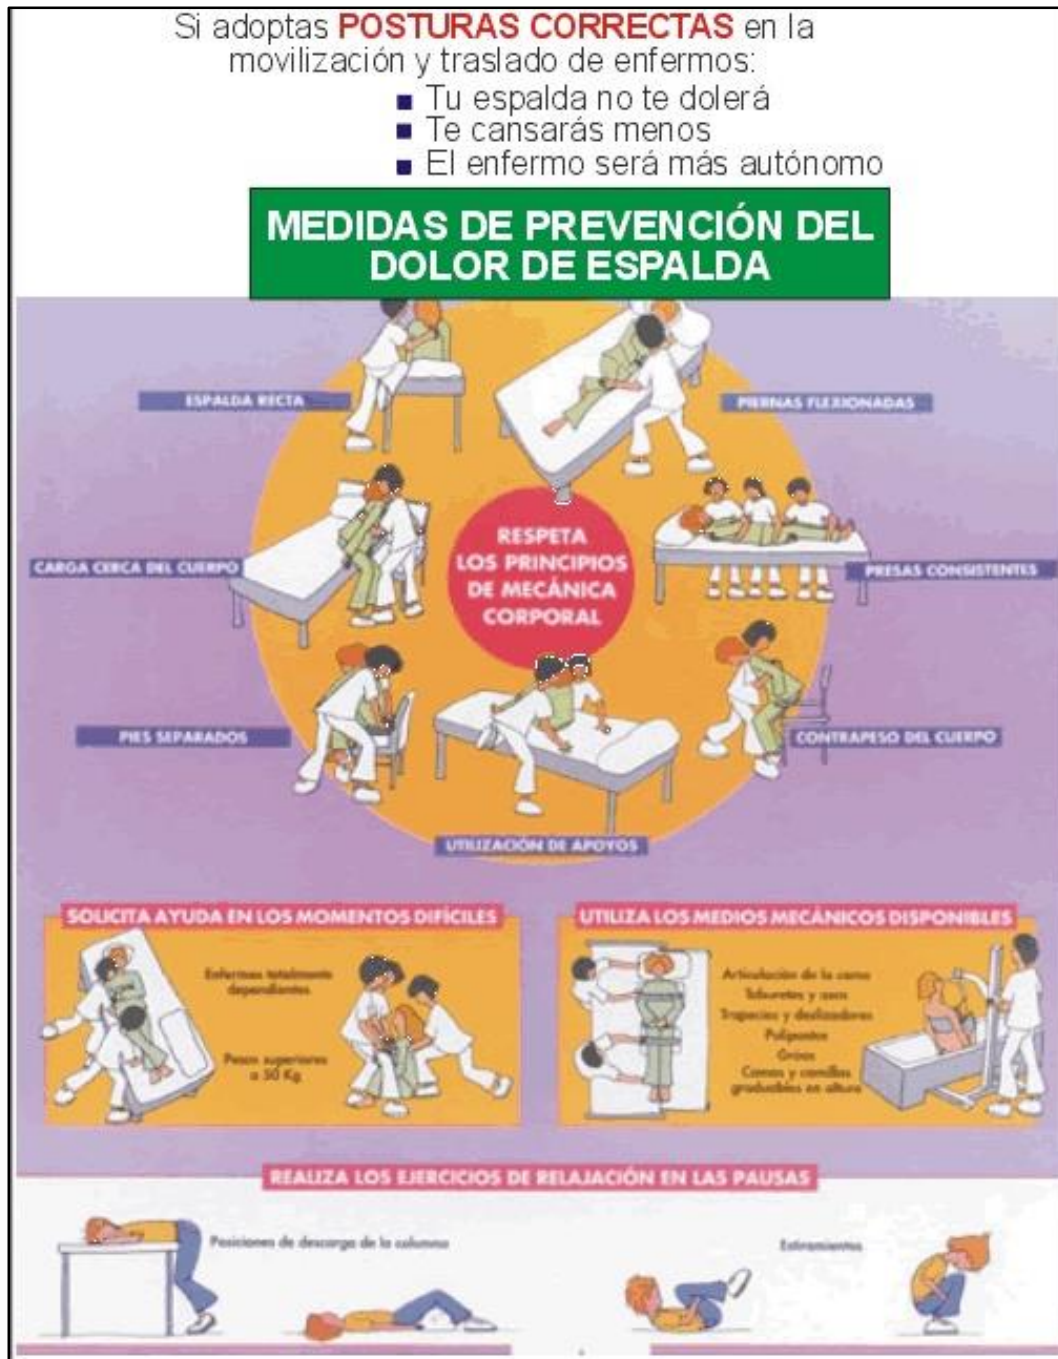 Si adoptas POSTURAS CORRECTAS en la
movilización y traslado de enfermos:
Tu espalda no te dolerá
Te cansarás menos
El enfermo será más autónomo
MEDIDAS DE PREVENCIÓN DEL
DOLOR DE ESPALDA
ESPALDA RECTA
PIERNAS FLEXIONADAS
RESPETA
LOS PRINCIPIOS
DE MECÁNICA
CORPORAL
CARGA CERCA DEL CUERPO
PRESAS CONSISTENTES
PIES SEPARADOS
CONTRAPESO DEL CUERPO
UTILIZACIÓN DE APOYOS
SOLICITA AYUDA EN LOS MOMENTOS DIFÍCILES
Enfermos totalmente
dependientes
Pesos superiores
a 50 Kg
UTILIZA LOS MEDIOS MECÁNICOS DISPONIBLES
Articulación de la cama
Taburetes y asas
Trapecios y deslizadores
Polipastos
Grúas
Camas y camillas
graduables en altura
REALIZA LOS EJERCICIOS DE RELAJACIÓN EN LAS PAUSAS
Posiciones de descarga de la columna
Estiramientos